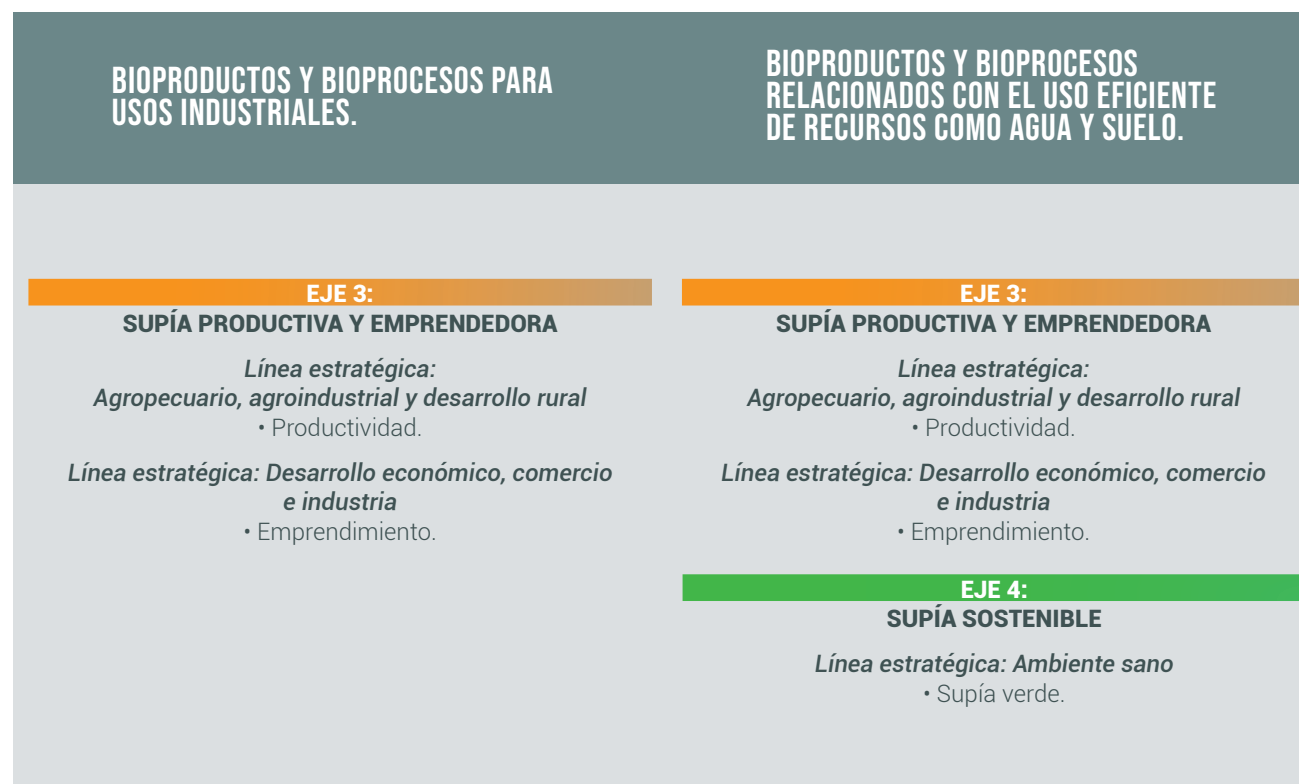 BIOPRODUCTOS Y BIOPROCESOS PARA
USOS INDUSTRIALES.
EJE 3:
SUPÍA PRODUCTIVA Y EMPRENDEDORA
Línea estratégica:
Agropecuario, agroindustrial y desarrollo rural
• Productividad.
Línea estratégica: Desarrollo económico, comercio
e industria
• Emprendimiento.
BIOPRODUCTOS Y BIOPROCESOS
RELACIONADOS CON EL USO EFICIENTE
DE RECURSOS COMO AGUA Y SUELO.
EJE 3:
SUPÍA PRODUCTIVA Y EMPRENDEDORA
Línea estratégica:
Agropecuario, agroindustrial y desarrollo rural
• Productividad.
Línea estratégica: Desarrollo económico, comercio
e industria
• Emprendimiento.
EJE 4:
SUPÍA SOSTENIBLE
Línea estratégica: Ambiente sano
• Supía verde.